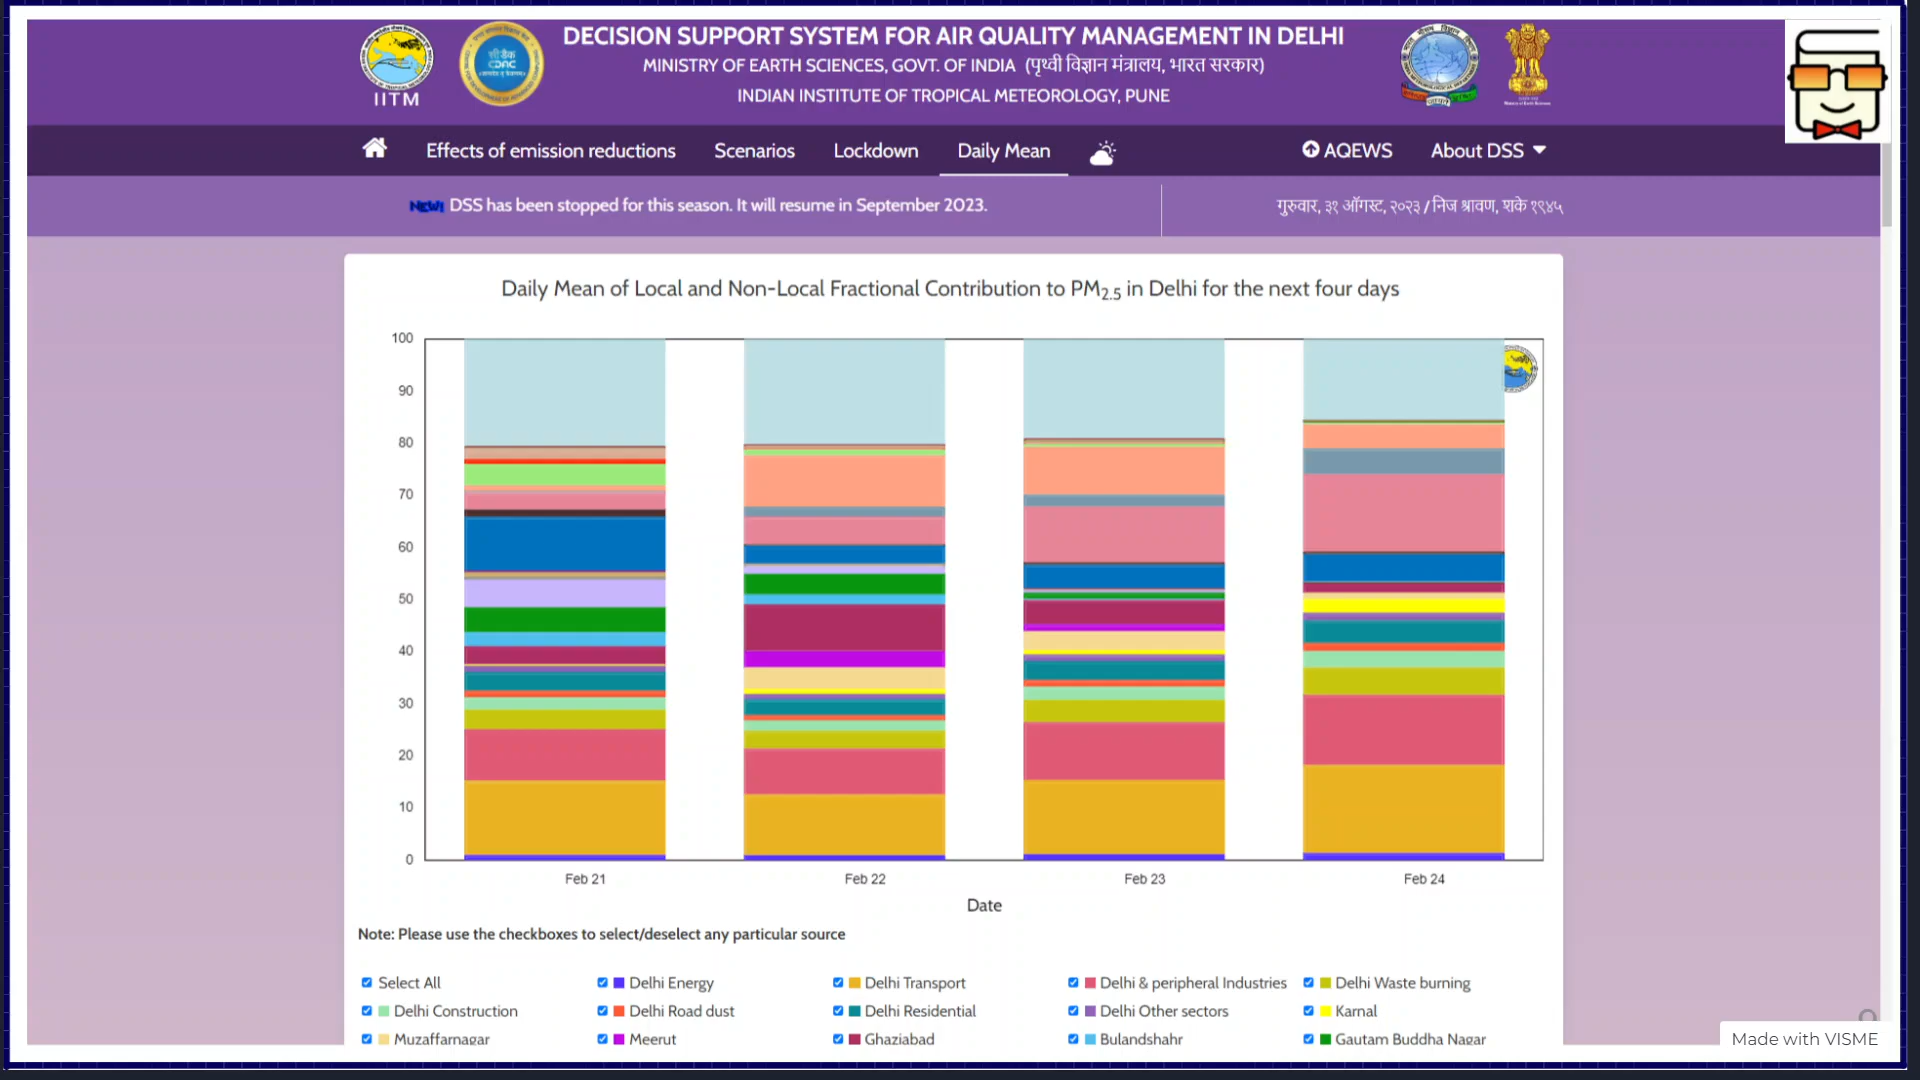 DECISION SUPPORT SYSTEM FOR AIR QUALITY MANAGEMENT IN DELHI
MINISTRY OF EARTH SCIENCES, GOVT. OF INDIA (पृथ्वी विज्ञान मंत्रालय, भारत सरकार)
INDIAN INSTITUTE OF TROPICAL METEOROLOGY, PUNE
IITM
सीडैक
CDAC
Effects of emission reductions Scenarios Lockdown Daily Mean AQEWS About DSS
NEW! DSS has been stopped for this season. It will resume in September 2023.
गुरुवार, ३१ ऑगस्ट, २०२३ / निज श्रावण, शके १९४५
Daily Mean of Local and Non-Local Fractional Contribution to PM2.5 in Delhi for the next four days
100
90
80
70
60
50
40
30
20
10
0
Feb 21 Feb 22 Feb 23 Feb 24
Date
Note: Please use the checkboxes to select/deselect any particular source
Select All Delhi Energy Delhi Transport Delhi & peripheral Industries Delhi Waste burning
Delhi Construction Delhi Road dust Delhi Residential Delhi Other sectors Karnal
Muzaffarnagar Meerut Ghaziabad Bulandshahr Gautam Buddha Nagar
Made with VISME